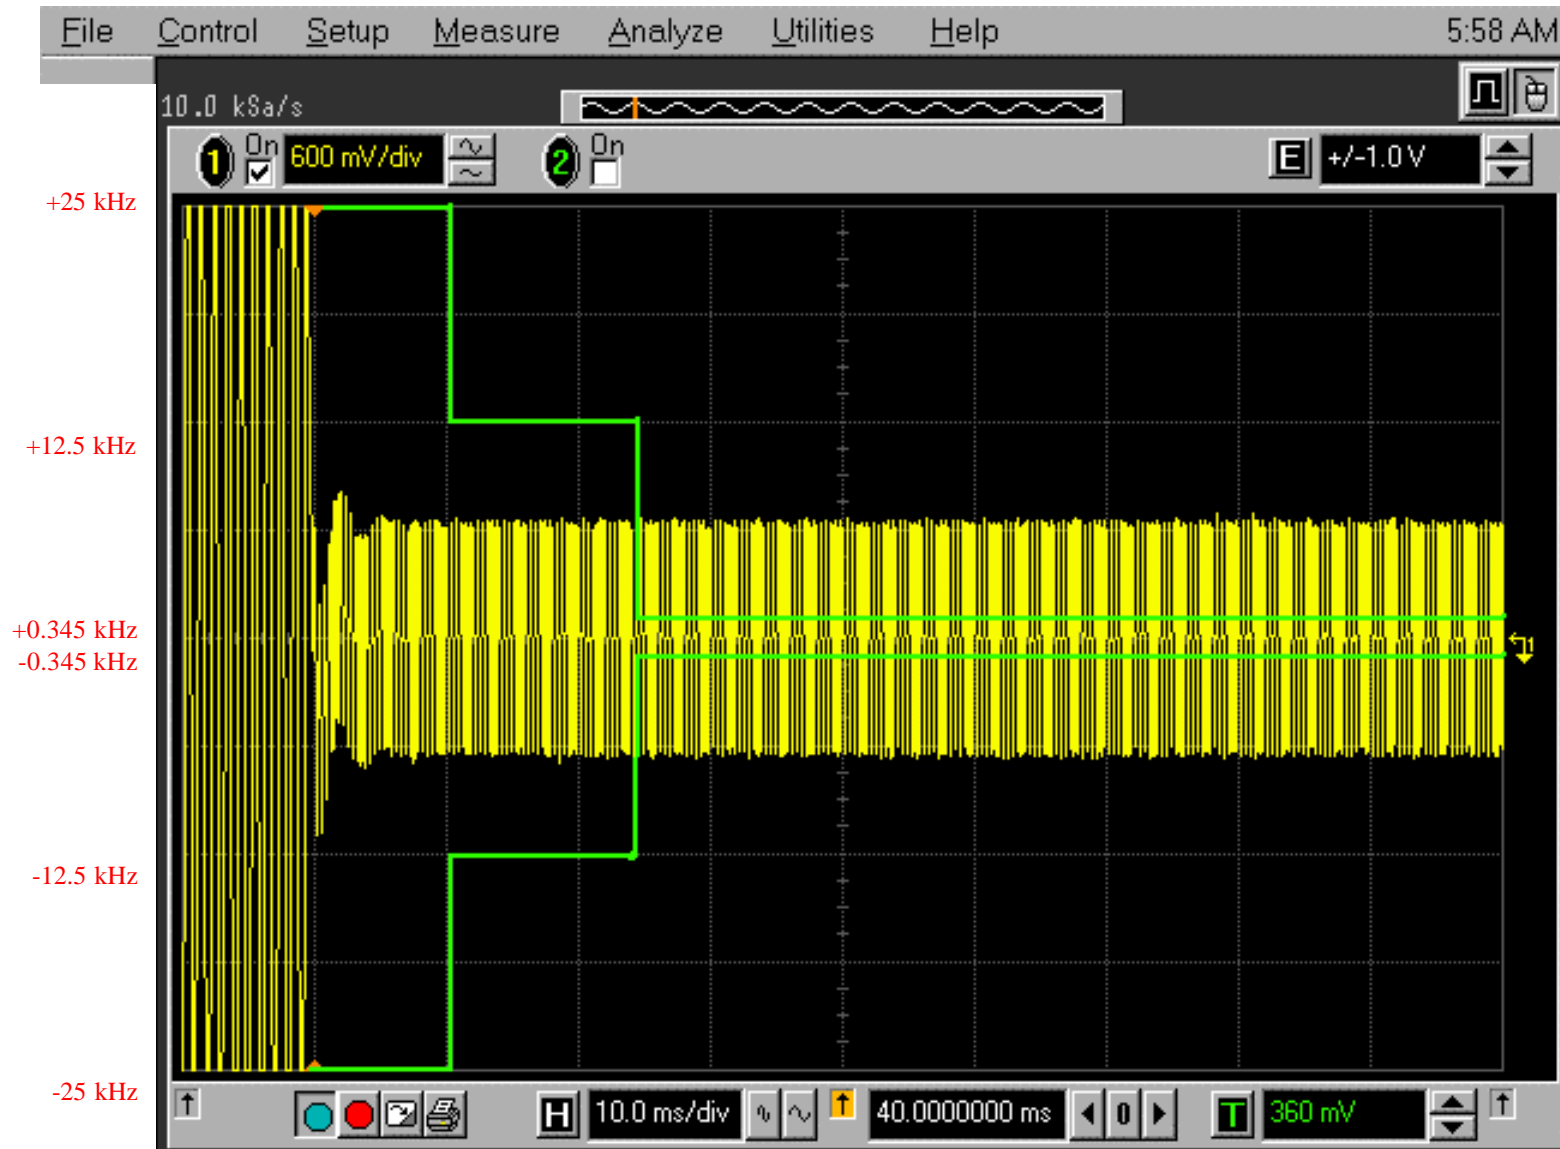 File Control Setup Measure Analyze Utilities Help 5:58 AM
10.0 kSa/s
1 On 600 mV/div 2 On E +/-1.0 V
+25 kHz
+12.5 kHz
+0.345 kHz
-0.345 kHz
-12.5 kHz
-25 kHz
H 10.0 ms/div 40.0000000 ms 0 T 360 mV